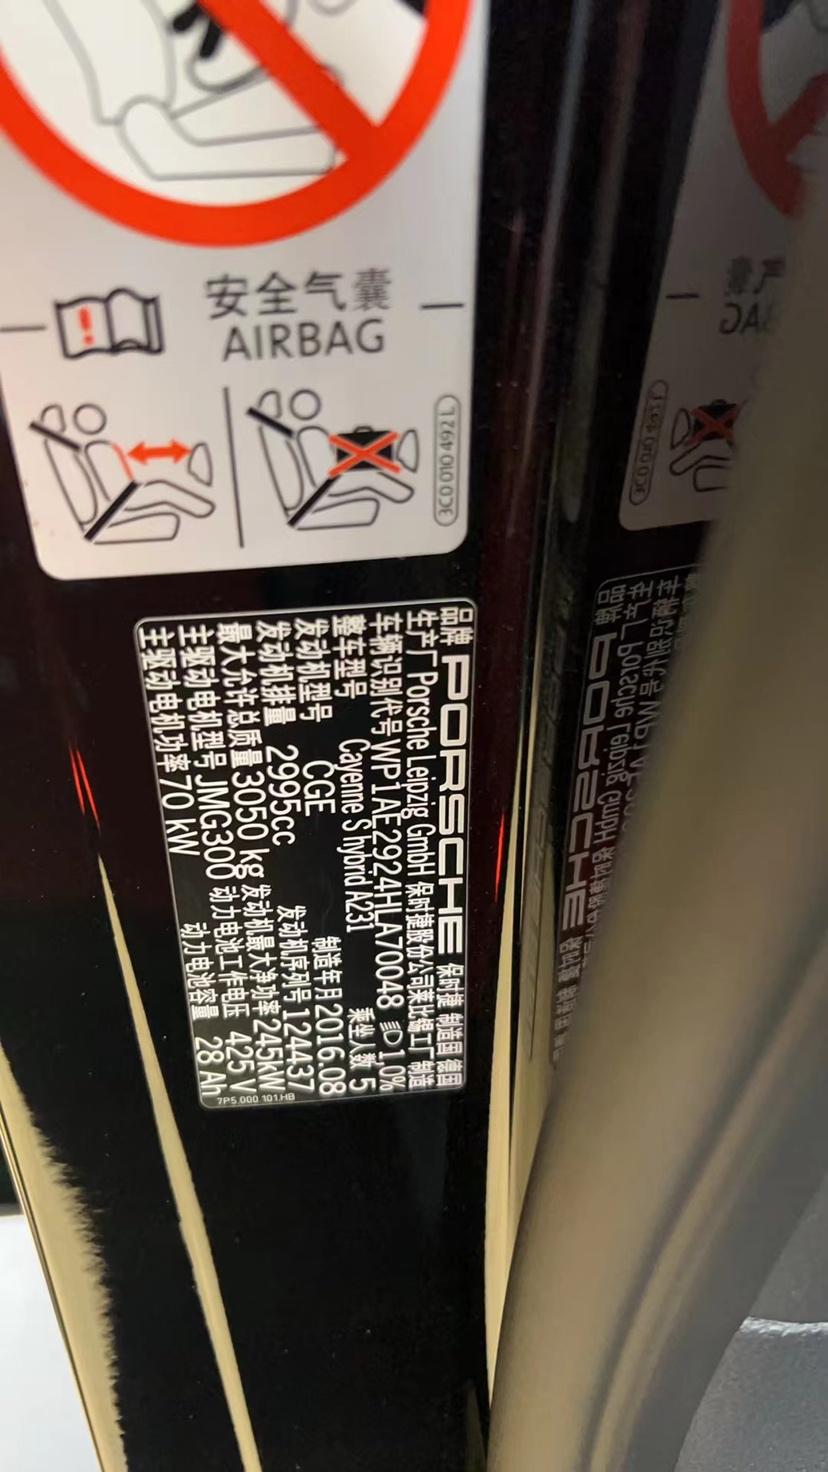 安全气囊
AIRBAG
3C0 010 492 L
品牌 PORSCHE 保时捷 制造国 德国
生产厂 Porsche Leipzig GmbH 保时捷股份公司莱比锡工厂 制造
车辆识别代号 WP1AE2924HLA70048 1.0%
整车型号 Cayenne S hybrid A231 乘坐人数 5
发动机型号 CGE 制造年月 2016.08
发动机排量 2995cc 发动机序列号 124437
最大允许总质量 3050 kg 发动机最大净功率 245kW
主驱动电机型号 JMG300 动力电池工作电压 425 V
主驱动电机功率 70 kW 动力电池容量 28 Ah
7P5.000.101.HB